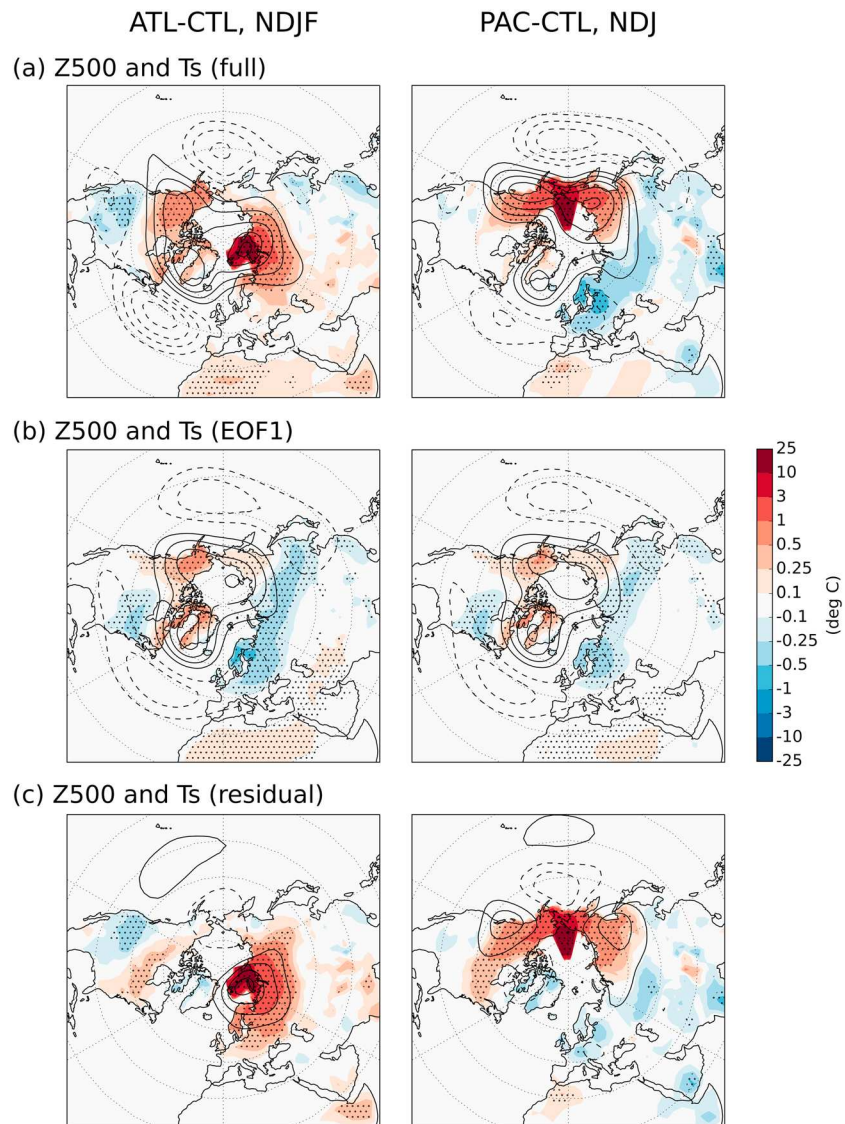 ATL-CTL, NDJF
PAC-CTL, NDJ
(a) Z500 and Ts (full)
(b) Z500 and Ts (EOF1)
25
10
3
1
0.5
0.25
0.1
-0.1
-0.25
-0.5
-1
-3
-10
-25
(deg C)
(c) Z500 and Ts (residual)